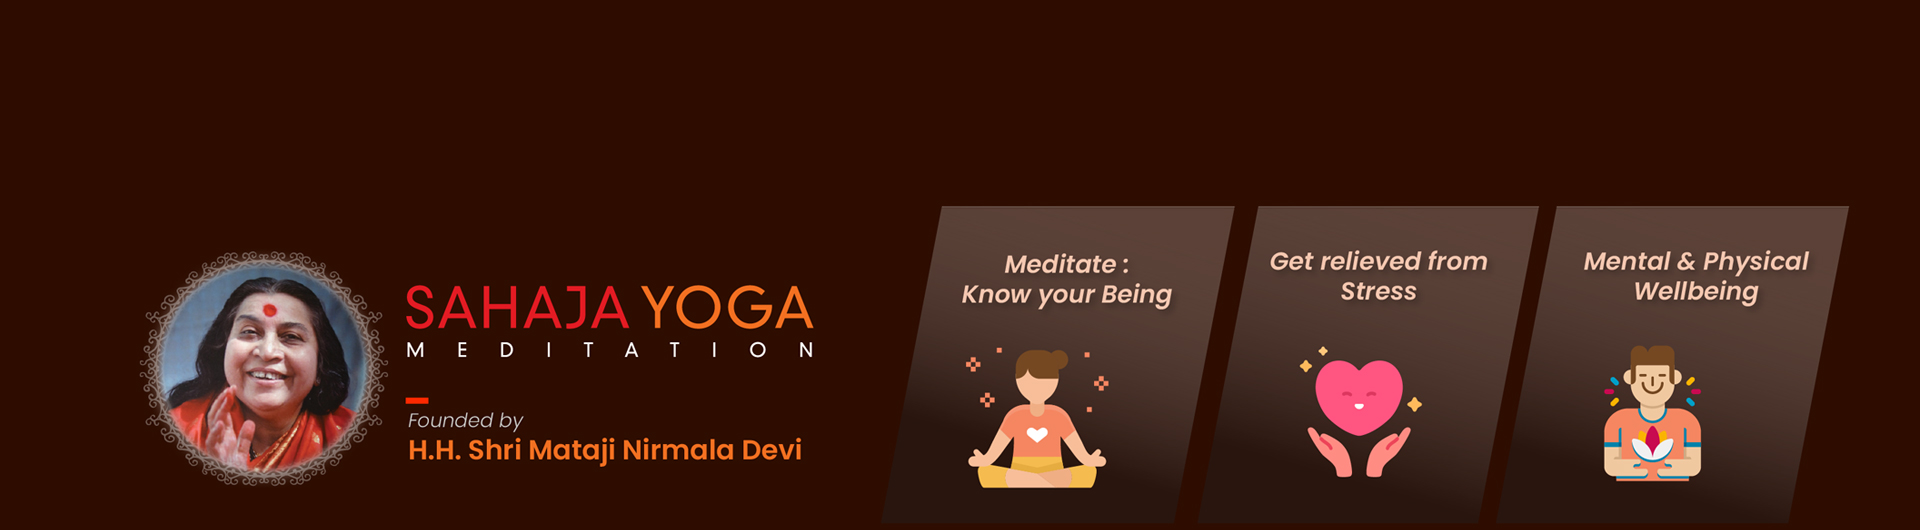 SAHAJA YOGA
MEDITATION
Founded by
H.H. Shri Mataji Nirmala Devi
Meditate :
Know your Being
Get relieved from
Stress
Mental & Physical
Wellbeing